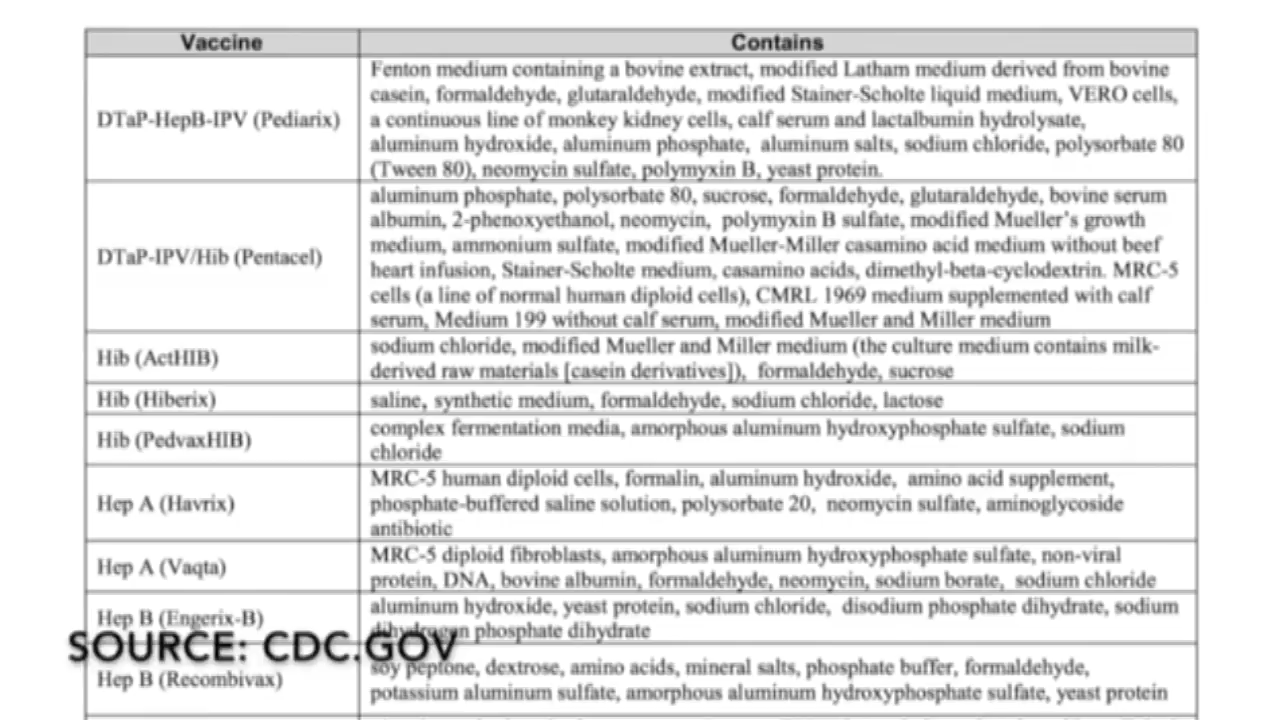 Vaccine
Contains
DTaP-HepB-IPV (Pediarix)
Fenton medium containing a bovine extract, modified Latham medium derived from bovine
casein, formaldehyde, glutaraldehyde, modified Stainer-Scholte liquid medium, VERO cells,
a continuous line of monkey kidney cells, calf serum and lactalbumin hydrolysate,
aluminum hydroxide, aluminum phosphate, aluminum salts, sodium chloride, polysorbate 80
(Tween 80), neomycin sulfate, polymyxin B, yeast protein.
DTaP-IPV/Hib (Pentacel)
aluminum phosphate, polysorbate 80, sucrose, formaldehyde, glutaraldehyde, bovine serum
albumin, 2-phenoxyethanol, neomycin, polymyxin B sulfate, modified Mueller's growth
medium, ammonium sulfate, modified Mueller-Miller casamino acid medium without beef
heart infusion, Stainer-Scholte medium, casamino acids, dimethyl-beta-cyclodextrin. MRC-5
cells (a line of normal human diploid cells), CMRL 1969 medium supplemented with calf
serum, Medium 199 without calf serum, modified Mueller and Miller medium
Hib (ActHIB)
sodium chloride, modified Mueller and Miller medium (the culture medium contains milk-
derived raw materials [casein derivatives]), formaldehyde, sucrose
Hib (Hiberix)
saline, synthetic medium, formaldehyde, sodium chloride, lactose
Hib (PedvaxHIB)
complex fermentation media, amorphous aluminum hydroxyphosphate sulfate, sodium
chloride
Hep A (Havrix)
MRC-5 human diploid cells, formalin, aluminum hydroxide, amino acid supplement,
phosphate-buffered saline solution, polysorbate 20, neomycin sulfate, aminoglycoside
antibiotic
Hep A (Vaqta)
MRC-5 diploid fibroblasts, amorphous aluminum hydroxyphosphate sulfate, non-viral
protein, DNA, bovine albumin, formaldehyde, neomycin, sodium borate, sodium chloride
Hep B (Engerix-B)
aluminum hydroxide, yeast protein, sodium chloride, disodium phosphate dihydrate, sodium
dihydrogen phosphate dihydrate
SOURCE: CDC.GOV
Hep B (Recombivax)
soy peptone, dextrose, amino acids, mineral salts, phosphate buffer, formaldehyde,
potassium aluminum sulfate, amorphous aluminum hydroxyphosphate sulfate, yeast protein